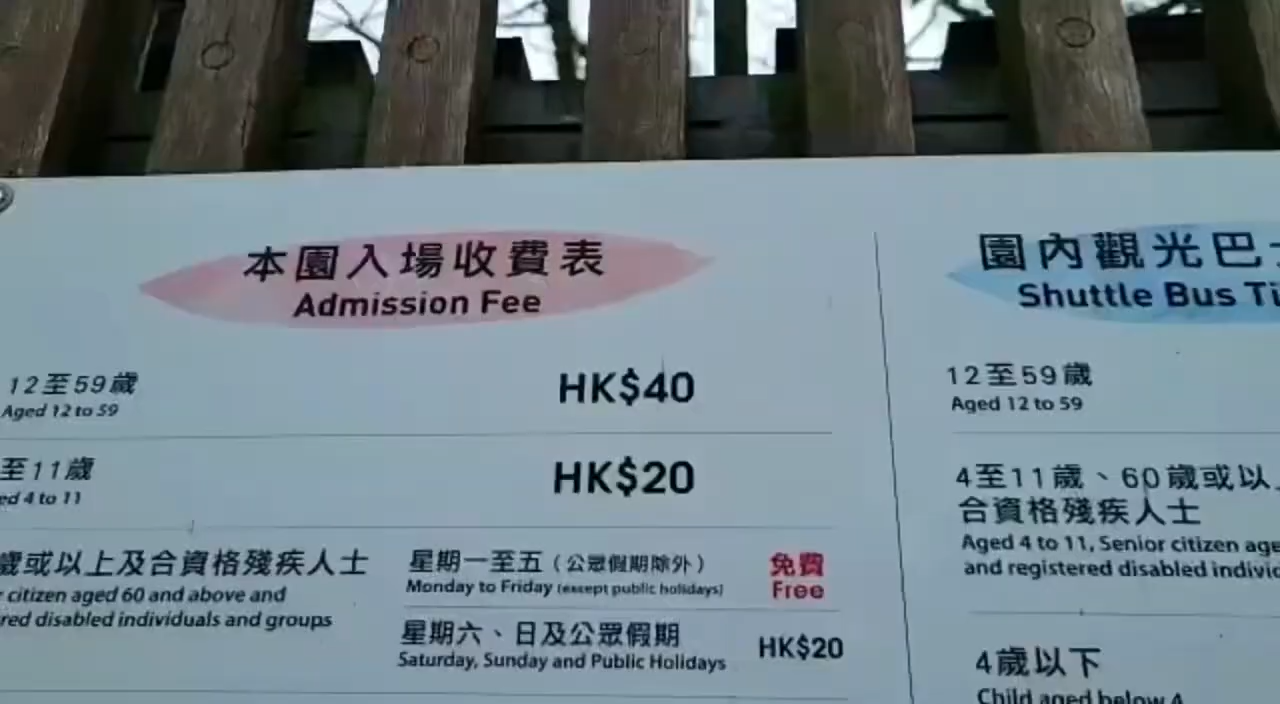 本園入場收費表
Admission Fee
12至59歲
Aged 12 to 59
HK$40
至11歲
4 to 11
HK$20
歲或以上及合資格殘疾人士
citizen aged 60 and above and
disabled individuals and groups
星期一至五（公眾假期除外）
Monday to Friday (except public holidays)
免費
Free
星期六、日及公眾假期
Saturday, Sunday and Public Holidays
HK$20
園內觀光巴
Shuttle Bus
12至59歲
Aged 12 to 59
4至11歲、60歲或以
合資格殘疾人士
Aged 4 to 11, Senior citizen
and registered disabled
4歲以下
Child aged below 4